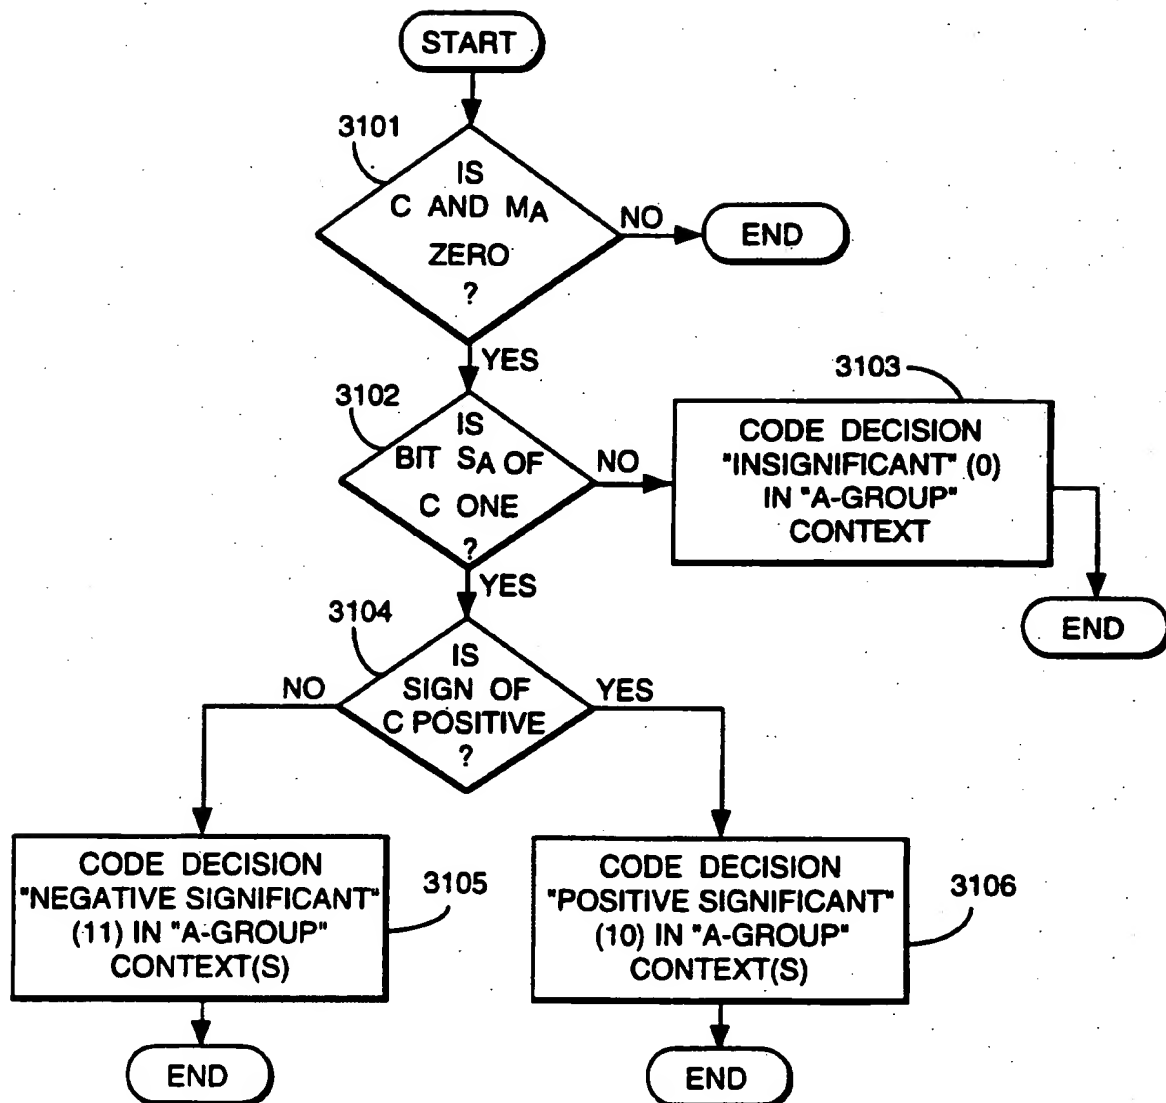 START
3101
IS
C AND MA
ZERO
?
NO
END
YES
3102
IS
BIT SA OF
C ONE
?
NO
3103
CODE DECISION
"INSIGNIFICANT" (0)
IN "A-GROUP"
CONTEXT
END
YES
3104
IS
SIGN OF
C POSITIVE
?
NO
YES
CODE DECISION
"NEGATIVE SIGNIFICANT"
(11) IN "A-GROUP"
CONTEXT(S)
3105
CODE DECISION
"POSITIVE SIGNIFICANT"
(10) IN "A-GROUP"
CONTEXT(S)
3106
END
END